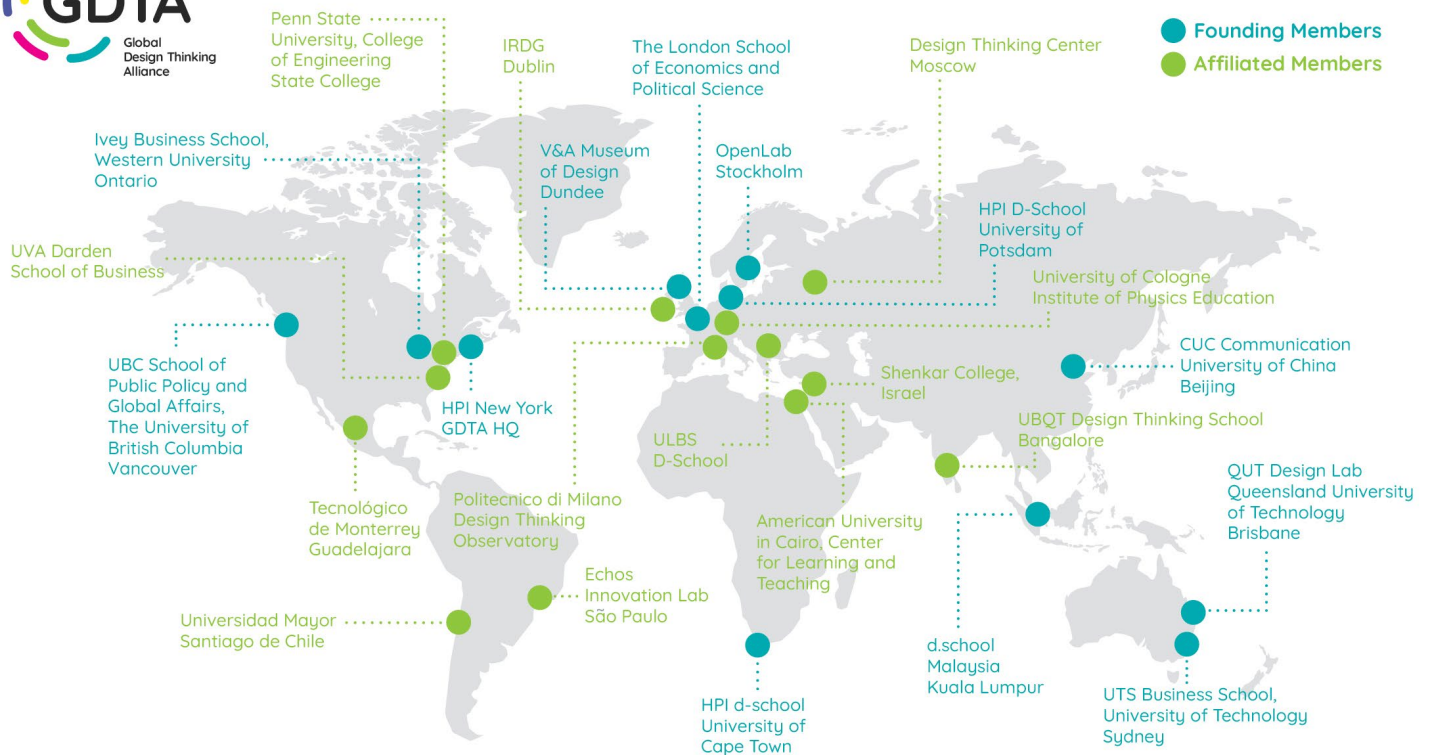 GDTA
Global
Design Thinking
Alliance
Penn State
University, College
of Engineering
State College
IRDG
Dublin
The London School
of Economics and
Political Science
Design Thinking Center
Moscow
Founding Members
Affiliated Members
Ivey Business School,
Western University
Ontario
V&A Museum
of Design
Dundee
OpenLab
Stockholm
HPI D-School
University of
Potsdam
UVA Darden
School of Business
University of Cologne
Institute of Physics Education
UBC School of
Public Policy and
Global Affairs,
The University of
British Columbia
Vancouver
HPI New York
GDTA HQ
CUC Communication
University of China
Beijing
Shenkar College,
Israel
ULBS
D-School
UBQT Design Thinking School
Bangalore
QUT Design Lab
Queensland University
of Technology
Brisbane
Tecnológico
de Monterrey
Guadelajara
Politecnico di Milano
Design Thinking
Observatory
American University
in Cairo, Center
for Learning and
Teaching
Echos
Innovation Lab
São Paulo
Universidad Mayor
Santiago de Chile
HPI d-school
University of
Cape Town
d.school
Malaysia
Kuala Lumpur
UTS Business School,
University of Technology
Sydney